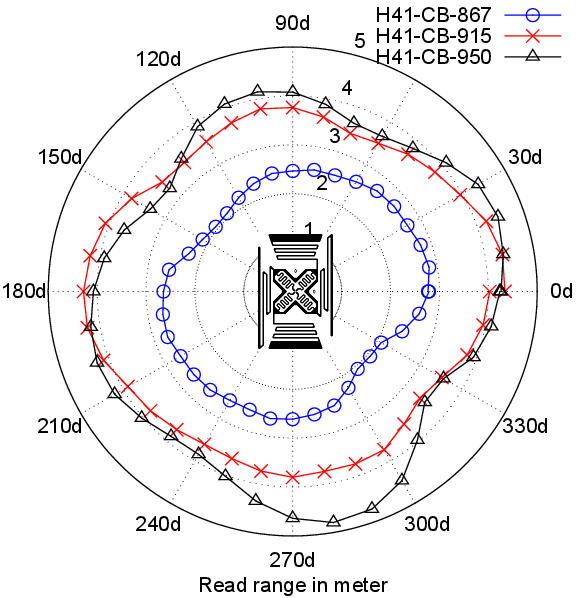 H41-CB-867
90d
5
H41-CB-915
H41-CB-950
120d
4
3
60d
150d
30d
2
1
180d
0d
210d
330d
240d
300d
270d
Read range in meter